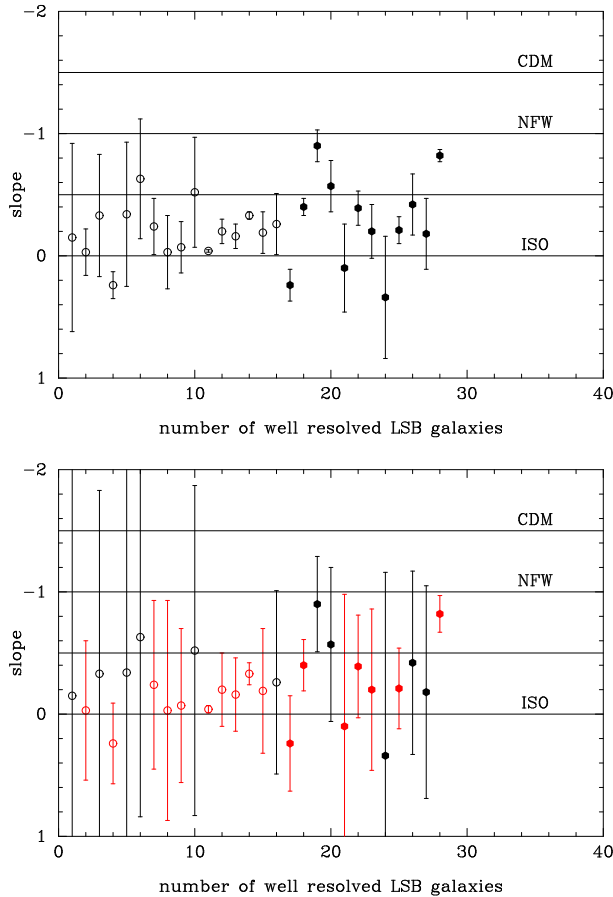 −2
CDM
−1
NFW
slope
0
ISO
1
0 10 20 30 40
number of well resolved LSB galaxies
−2
CDM
−1
NFW
slope
0
ISO
1
0 10 20 30 40
number of well resolved LSB galaxies